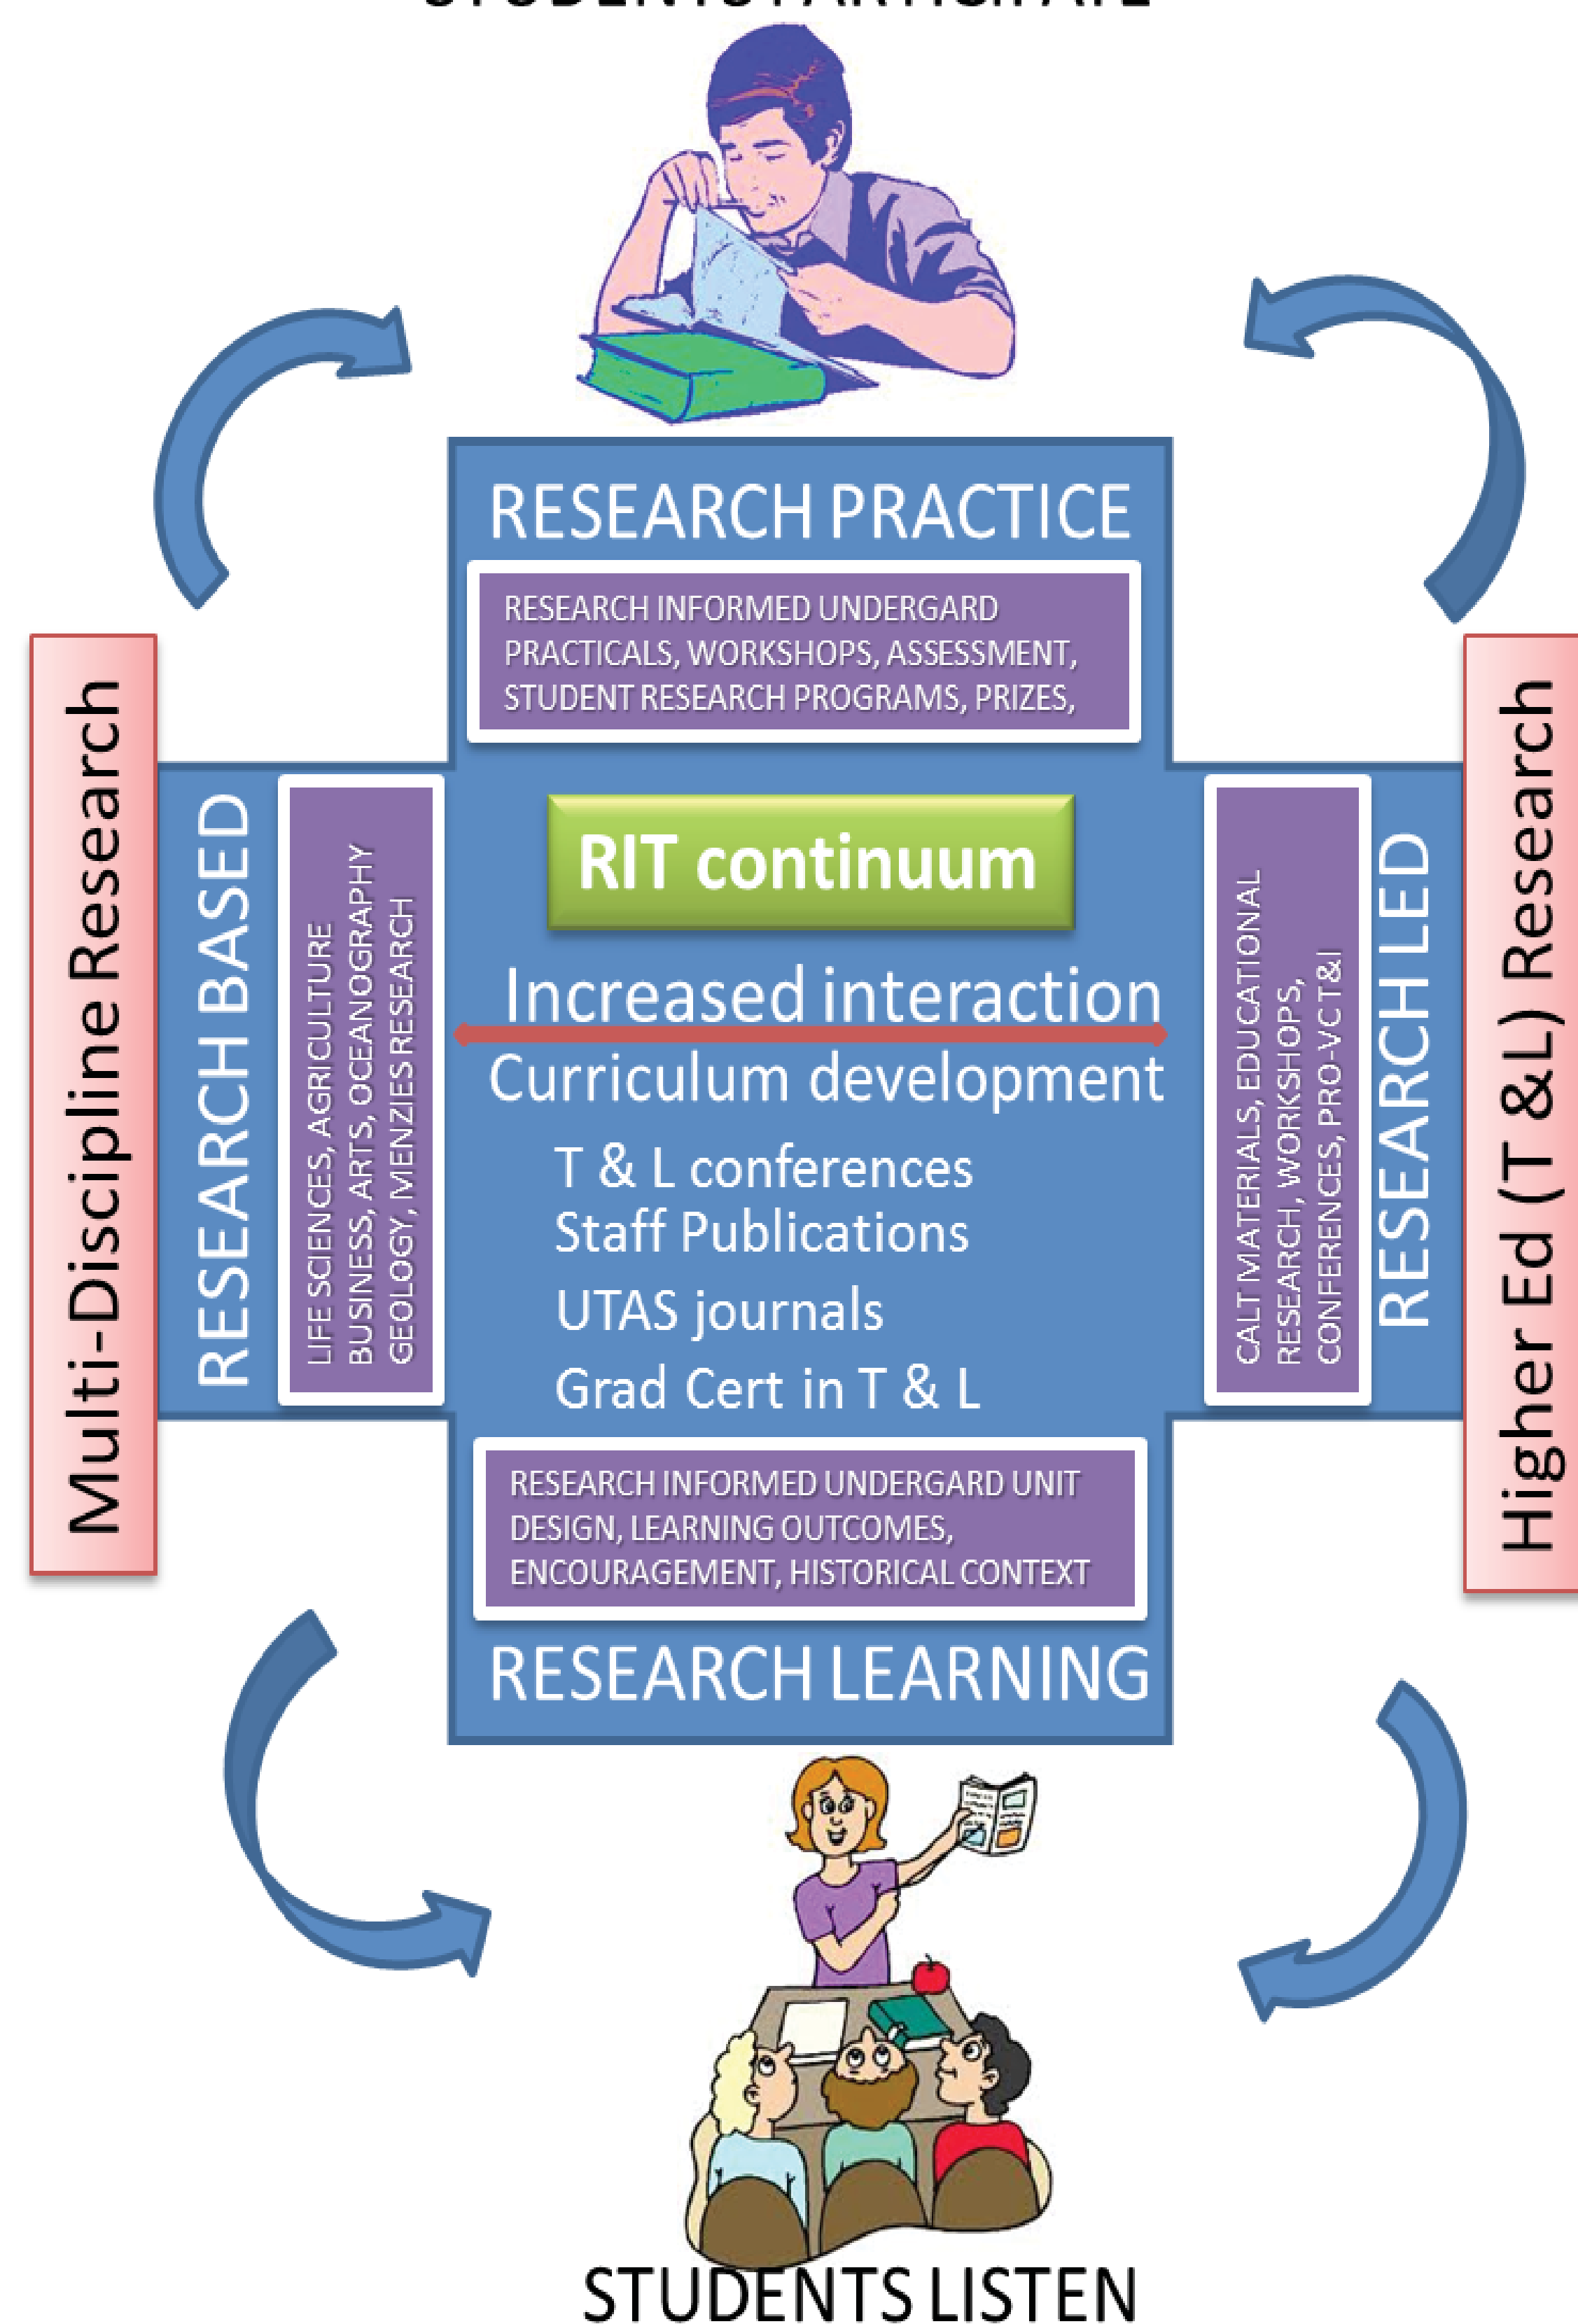 STUDENTS PARTICIPATE
RESEARCH PRACTICE
RESEARCH INFORMED UNDERGARD
PRACTICALS, WORKSHOPS, ASSESSMENT,
STUDENT RESEARCH PROGRAMS, PRIZES,
Multi-Discipline Research
RESEARCH BASED
LIFE SCIENCES, AGRICULTURE
BUSINESS, ARTS, OCEANOGRAPHY
GEOLOGY, MENZIES RESEARCH
RIT continuum
Increased interaction
Curriculum development
T & L conferences
Staff Publications
UTAS journals
Grad Cert in T & L
CALT MATERIALS, EDUCATIONAL
RESEARCH, WORKSHOPS,
CONFERENCES, PRO-VC T&I
RESEARCH LED
Higher Ed (T &L) Research
RESEARCH INFORMED UNDERGARD UNIT
DESIGN, LEARNING OUTCOMES,
ENCOURAGEMENT, HISTORICAL CONTEXT
RESEARCH LEARNING
STUDENTS LISTEN